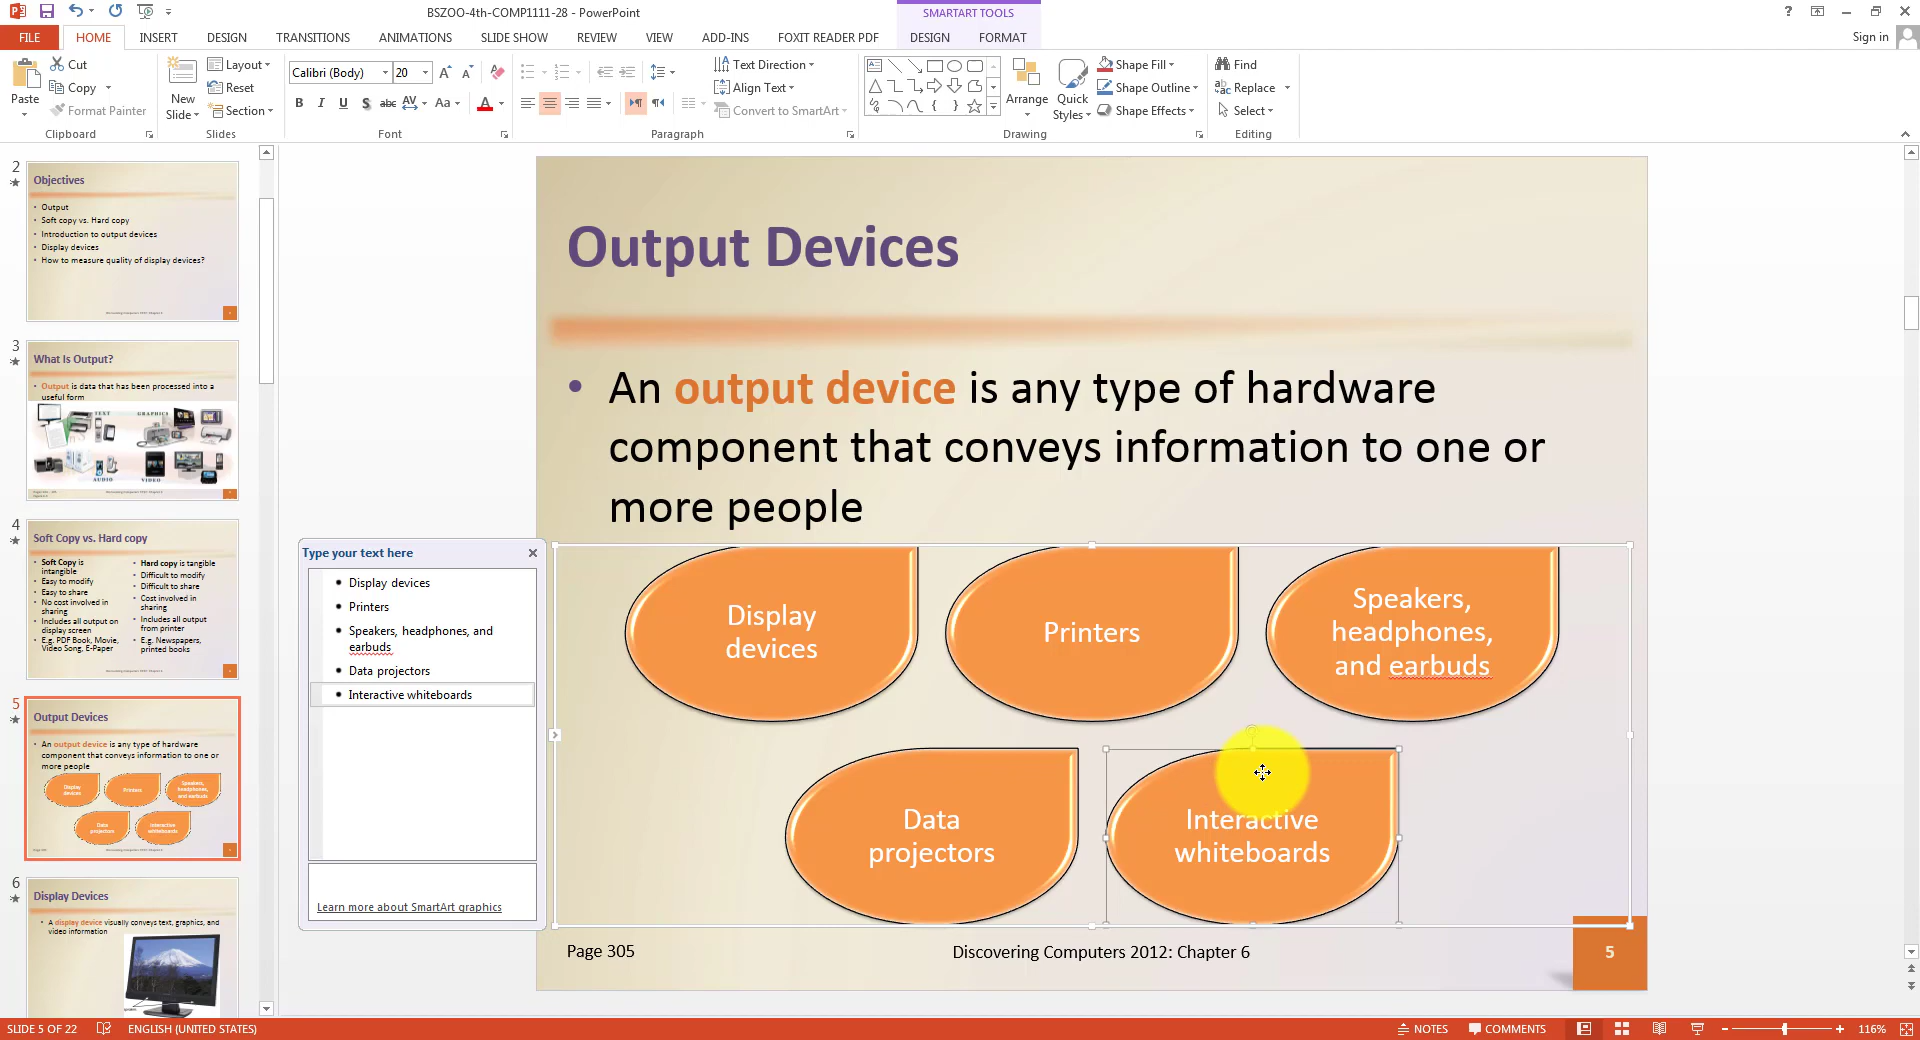 BSZOO-4th-COMP1111-28 - PowerPoint
SMARTART TOOLS
?
FILE HOME INSERT DESIGN TRANSITIONS ANIMATIONS SLIDE SHOW REVIEW VIEW ADD-INS FOXIT READER PDF DESIGN FORMAT
Sign in
Paste
Cut
Copy
Format Painter
Clipboard
New
Slide
Layout
Reset
Section
Slides
Calibri (Body) 20
B I U S abc AV Aa A
Font
Text Direction
Align Text
Convert to SmartArt
Paragraph
Arrange
Quick
Styles
Shape Fill
Shape Outline
Shape Effects
Drawing
Find
Replace
Select
Editing
2
Objectives
• Output
• Soft copy vs. Hard copy
• Introduction to output devices
• Display devices
• How to measure quality of display devices?
3
What Is Output?
• Output is data that has been processed into a
useful form
TEXT
GRAPHICS
AUDIO
VIDEO
4
Soft Copy vs. Hard copy
• Soft Copy is
intangible
• Easy to modify
• Easy to share
• No cost involved in
sharing
• Includes all output on
display screen
• E.g. PDF Book, Movie,
Video Song, E-Paper
• Hard copy is tangible
• Difficult to modify
• Difficult to share
• Cost involved in
sharing
• Includes all output
from printer
• E.g. Newspapers,
printed books
5
Output Devices
• An output device is any type of hardware
component that conveys information to one or
more people
Display
devices
Printers
Speakers,
headphones,
and earbuds
Data
projectors
Interactive
whiteboards
6
Display Devices
• A display device visually conveys text, graphics, and
video information
Type your text here
• Display devices
• Printers
• Speakers, headphones, and
earbuds
• Data projectors
• Interactive whiteboards
Learn more about SmartArt graphics
Output Devices
• An output device is any type of hardware
component that conveys information to one or
more people
Display
devices
Printers
Speakers,
headphones,
and earbuds
Data
projectors
Interactive
whiteboards
Page 305
Discovering Computers 2012: Chapter 6
5
SLIDE 5 OF 22
ENGLISH (UNITED STATES)
NOTES
COMMENTS
116%